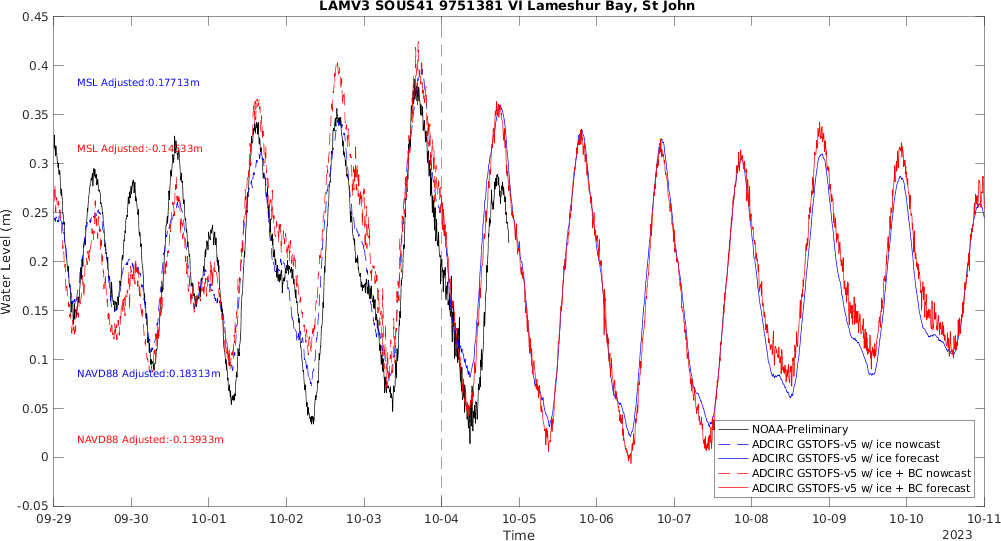 LAMV3 SOUS41 9751381 VI Lameshur Bay, St John
Water Level (m)
0.45
0.4
0.35
0.3
0.25
0.2
0.15
0.1
0.05
0
-0.05
MSL Adjusted:0.17713m
MSL Adjusted:-0.14533m
NAVD88 Adjusted:0.18313m
NAVD88 Adjusted:-0.13933m
NOAA-Preliminary
ADCIRC GSTOFS-v5 w/ ice nowcast
ADCIRC GSTOFS-v5 w/ ice forecast
ADCIRC GSTOFS-v5 w/ ice + BC nowcast
ADCIRC GSTOFS-v5 w/ ice + BC forecast
09-29 09-30 10-01 10-02 10-03 10-04 10-05 10-06 10-07 10-08 10-09 10-10 10-11
Time
2023